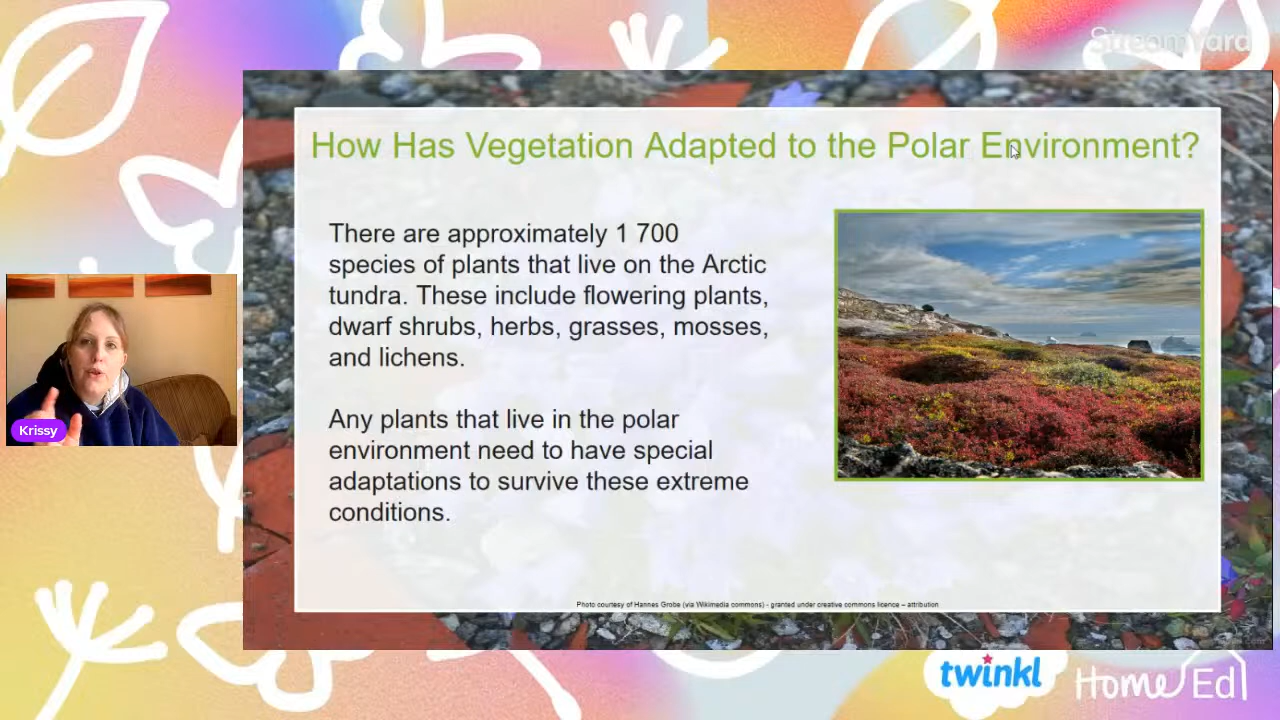 StreamYard
How Has Vegetation Adapted to the Polar Environment?
There are approximately 1 700
species of plants that live on the Arctic
tundra. These include flowering plants,
dwarf shrubs, herbs, grasses, mosses,
and lichens.
Any plants that live in the polar
environment need to have special
adaptations to survive these extreme
conditions.
Krissy
Photo courtesy of Hannes Grobe (via Wikimedia commons) - granted under creative commons licence – attribution
twinkl
Home Ed